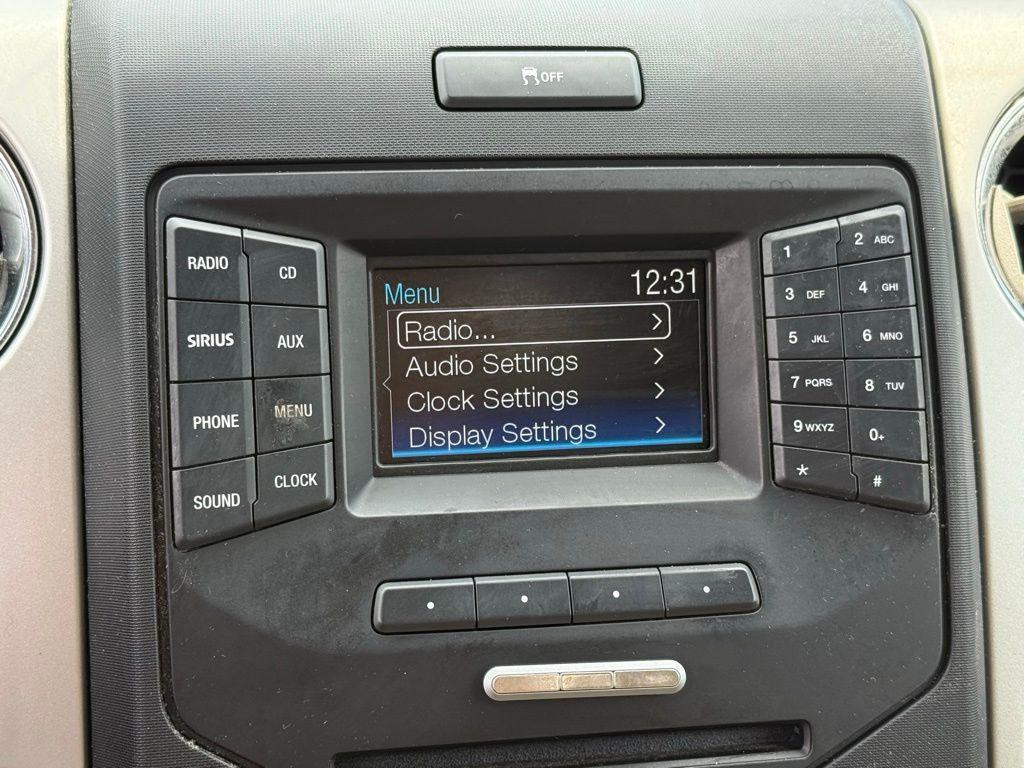 OFF
RADIO
CD
SIRIUS
AUX
PHONE
MENU
SOUND
CLOCK
Menu 12:31
Radio... >
Audio Settings >
Clock Settings >
Display Settings >
1
2 ABC
3 DEF
4 GHI
5 JKL
6 MNO
7 PQRS
8 TUV
9 WXYZ
0+
*
#